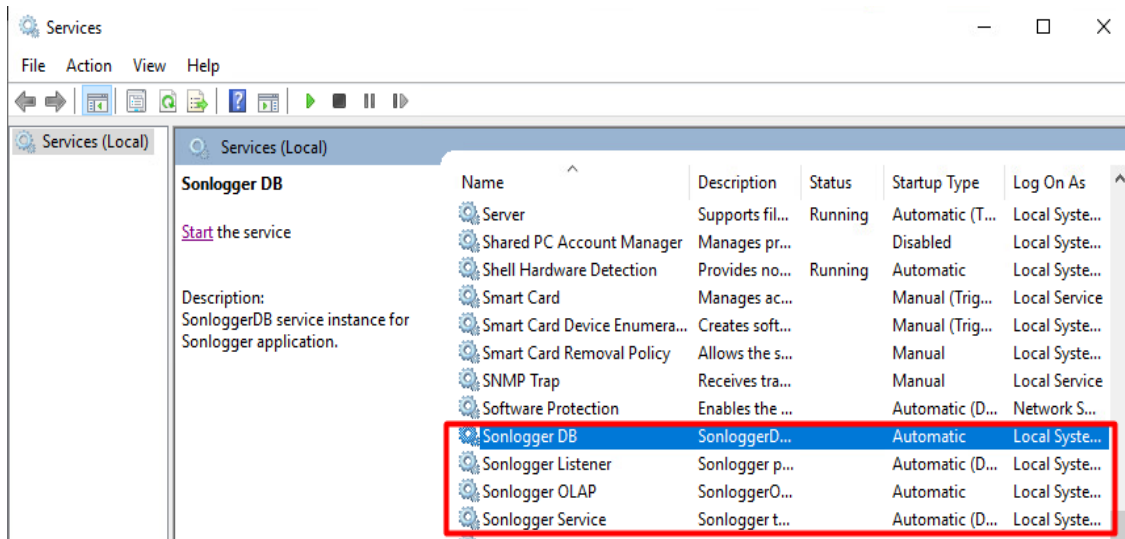 Services
File Action View Help
Services (Local)
Services (Local)
Sonlogger DB
Start the service
Description:
SonloggerDB service instance for
Sonlogger application.
Name Description Status Startup Type Log On As
Server Supports fil... Running Automatic (T... Local Syste...
Shared PC Account Manager Manages pr... Disabled Local Syste...
Shell Hardware Detection Provides no... Running Automatic Local Syste...
Smart Card Manages ac... Manual (Trig... Local Service
Smart Card Device Enumera... Creates soft... Manual (Trig... Local Syste...
Smart Card Removal Policy Allows the s... Manual Local Syste...
SNMP Trap Receives tra... Manual Local Service
Software Protection Enables the ... Automatic (D... Network S...
Sonlogger DB SonloggerD... Automatic Local Syste...
Sonlogger Listener Sonlogger p... Automatic (D... Local Syste...
Sonlogger OLAP SonloggerO... Automatic Local Syste...
Sonlogger Service Sonlogger t... Automatic (D... Local Syste...